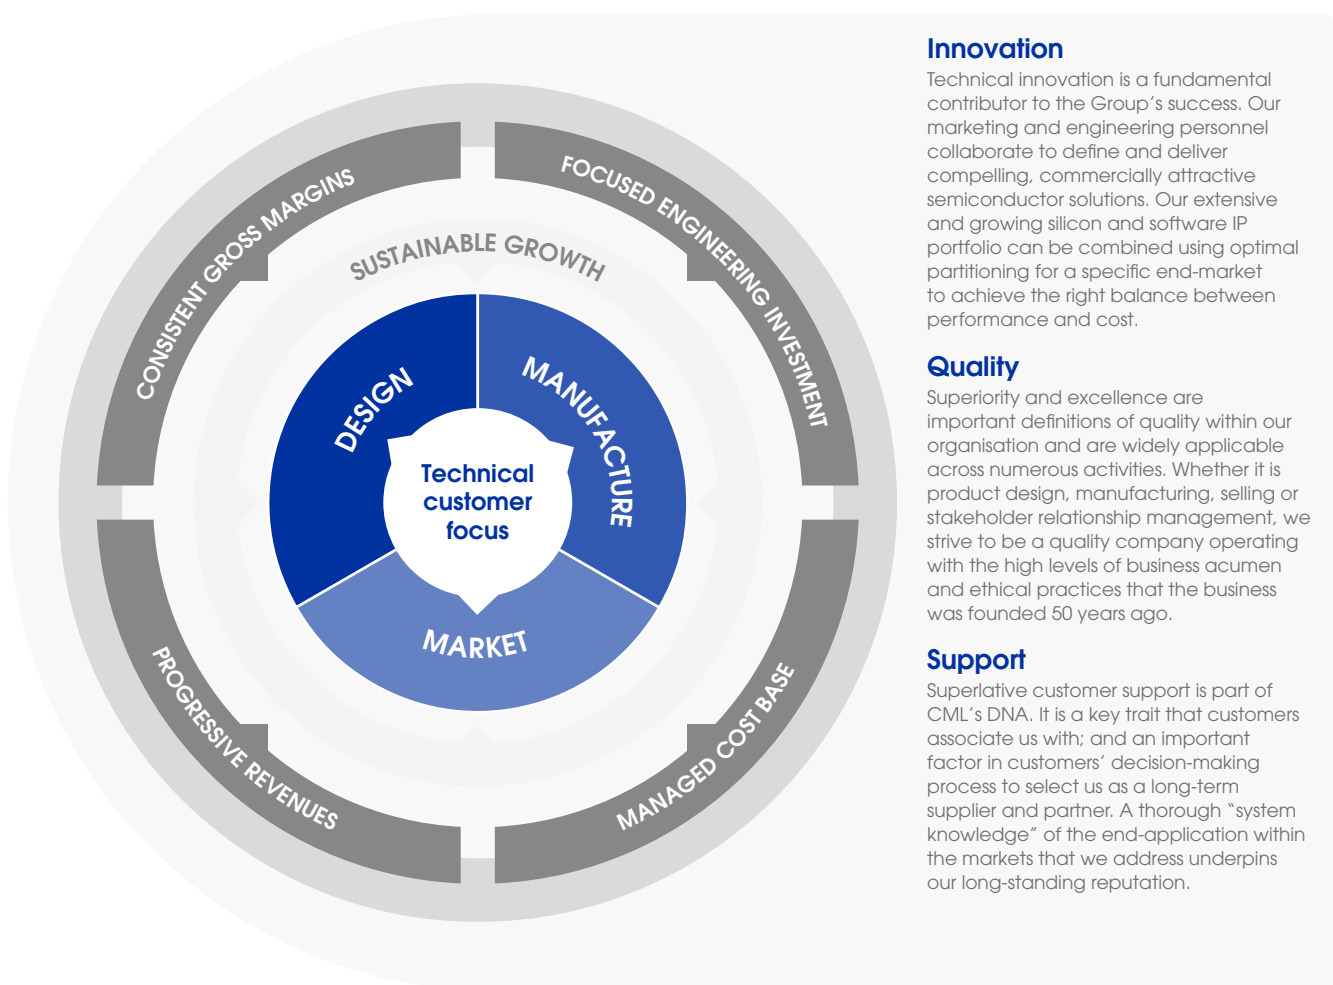 CONSISTENT GROSS MARGINS
FOCUSED ENGINEERING INVESTMENT
SUSTAINABLE GROWTH
DESIGN
MANUFACTURE
Technical
customer
focus
MARKET
PROGRESSIVE REVENUES
MANAGED COST BASE
Innovation
Technical innovation is a fundamental
contributor to the Group's success. Our
marketing and engineering personnel
collaborate to define and deliver
compelling, commercially attractive
semiconductor solutions. Our extensive
and growing silicon and software IP
portfolio can be combined using optimal
partitioning for a specific end-market
to achieve the right balance between
performance and cost.
Quality
Superiority and excellence are
important definitions of quality within our
organisation and are widely applicable
across numerous activities. Whether it is
product design, manufacturing, selling or
stakeholder relationship management, we
strive to be a quality company operating
with the high levels of business acumen
and ethical practices that the business
was founded 50 years ago.
Support
Superlative customer support is part of
CML's DNA. It is a key trait that customers
associate us with; and an important
factor in customers' decision-making
process to select us as a long-term
supplier and partner. A thorough “system
knowledge” of the end-application within
the markets that we address underpins
our long-standing reputation.